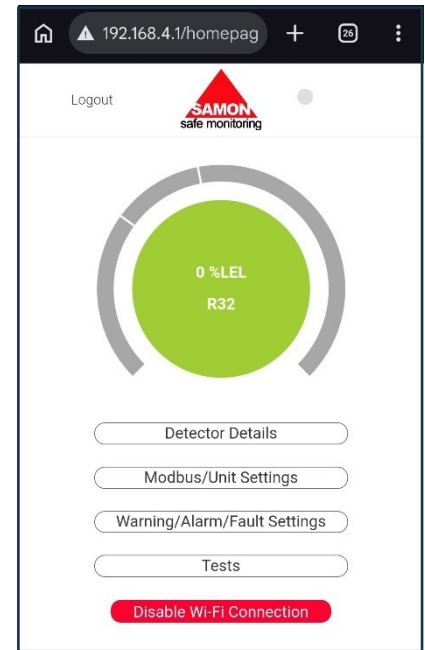 192.168.4.1/homepag
26
Logout
SAMON
safe monitoring
0 %LEL
R32
Detector Details
Modbus/Unit Settings
Warning/Alarm/Fault Settings
Tests
Disable Wi-Fi Connection